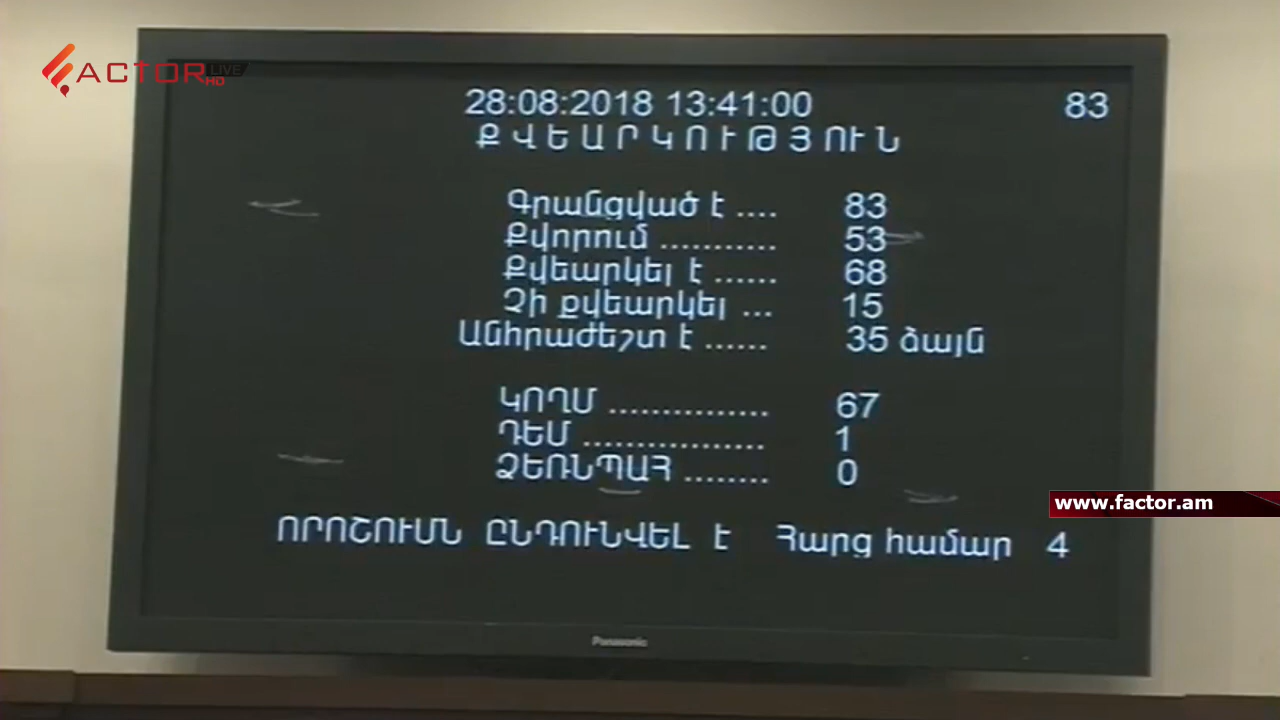 ACTOR LIVE HD
28:08:2018 13:41:00 83
ՔՎԵԱՐԿՈՒԹՅՈՒՆ
Գրանցված է .... 83
Քվորում ........... 53
Քվեարկել է ...... 68
Չի քվեարկել ... 15
Անհրաժեշտ է ...... 35 ձայն
ԿՈՂՄ ............... 67
ԴԵՄ ................. 1
ՁԵՌՆՊԱՀ ........ 0
www.factor.am
ՈՐՈՇՈՒՄՆ ԸՆԴՈՒՆՎԵԼ է Հարց համար 4
Panasonic